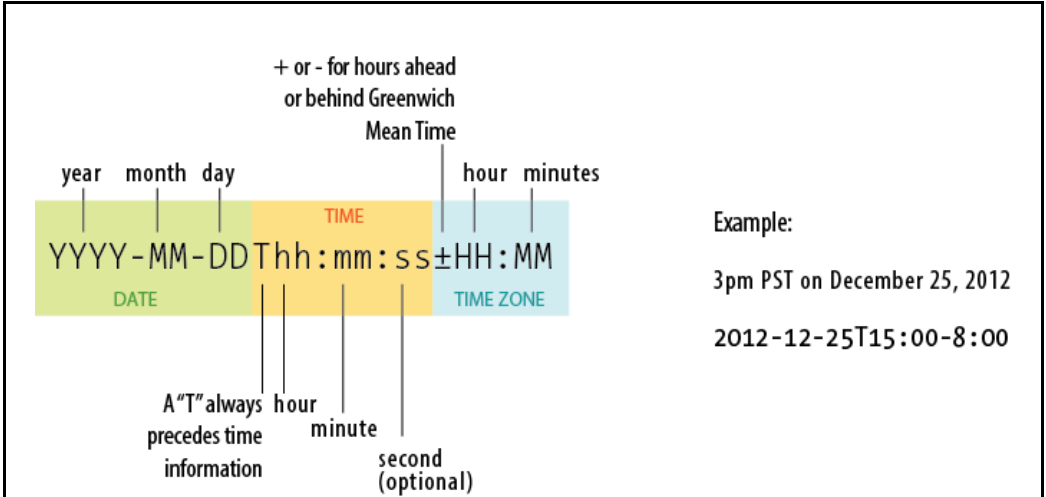 + or - for hours ahead
or behind Greenwich
Mean Time
year month day
hour minutes
TIME
YYYY-MM-DDThh:mm:ss±HH:MM
DATE
TIME ZONE
A "T" always
precedes time
information
hour
minute
second
(optional)
Example:
3pm PST on December 25, 2012
2012-12-25T15:00-8:00